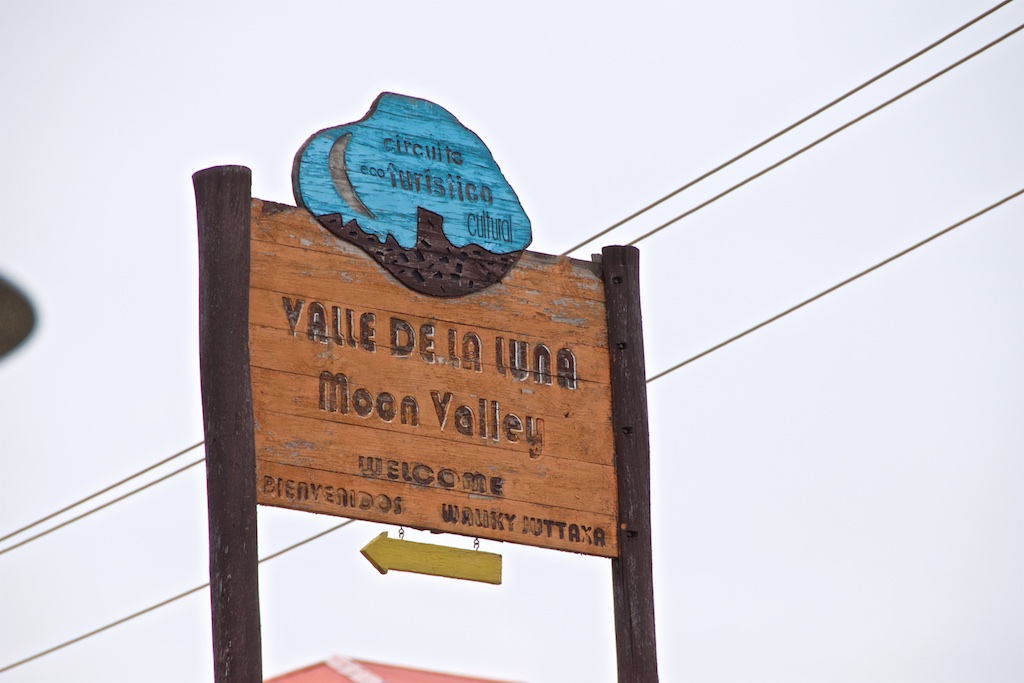 circuito
eco turístico
cultural
VALLE DE LA LUNA
Moon Valley
WELCOME
BIENVENIDOS WALIKY JUTTAXA